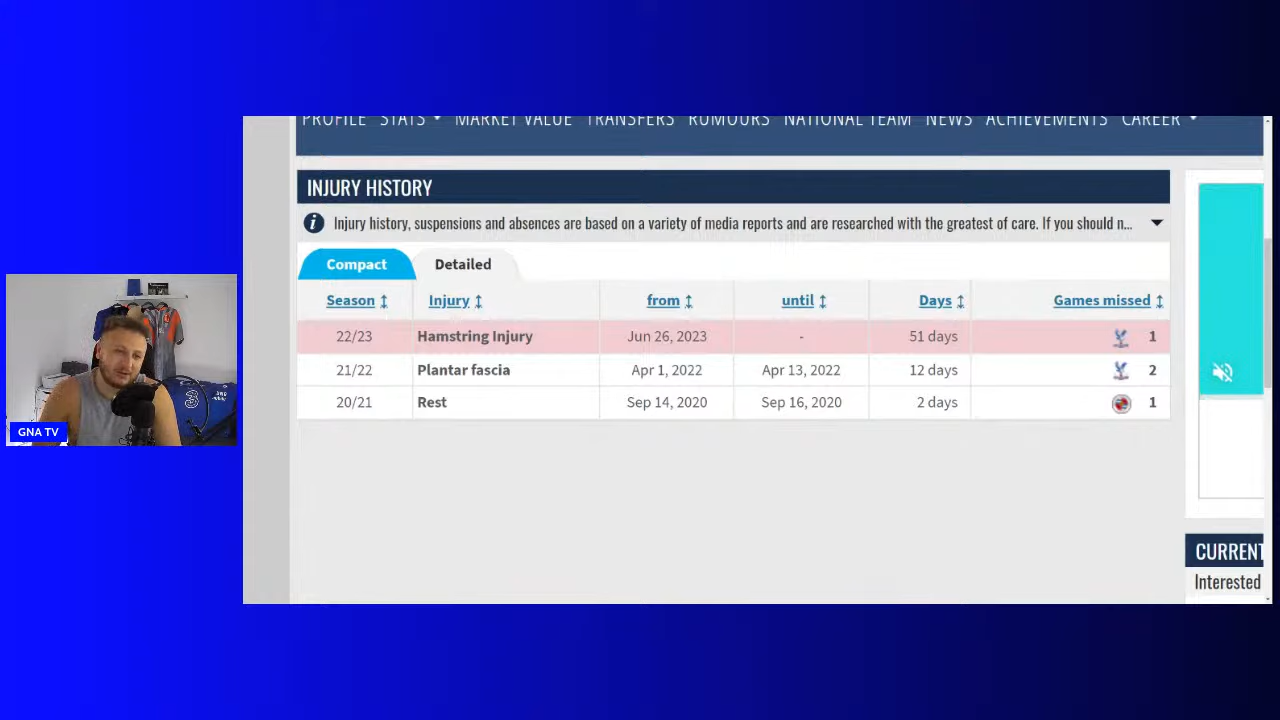 PROFILE STATS MARKET VALUE TRANSFERS RUMOURS NATIONAL TEAM NEWS ACHIEVEMENTS CAREER
INJURY HISTORY
i Injury history, suspensions and absences are based on a variety of media reports and are researched with the greatest of care. If you should n...
Compact Detailed
Season Injury from until Days Games missed
22/23 Hamstring Injury Jun 26, 2023 - 51 days 1
21/22 Plantar fascia Apr 1, 2022 Apr 13, 2022 12 days 2
20/21 Rest Sep 14, 2020 Sep 16, 2020 2 days 1
3
GNA TV
CURRENT
Interested